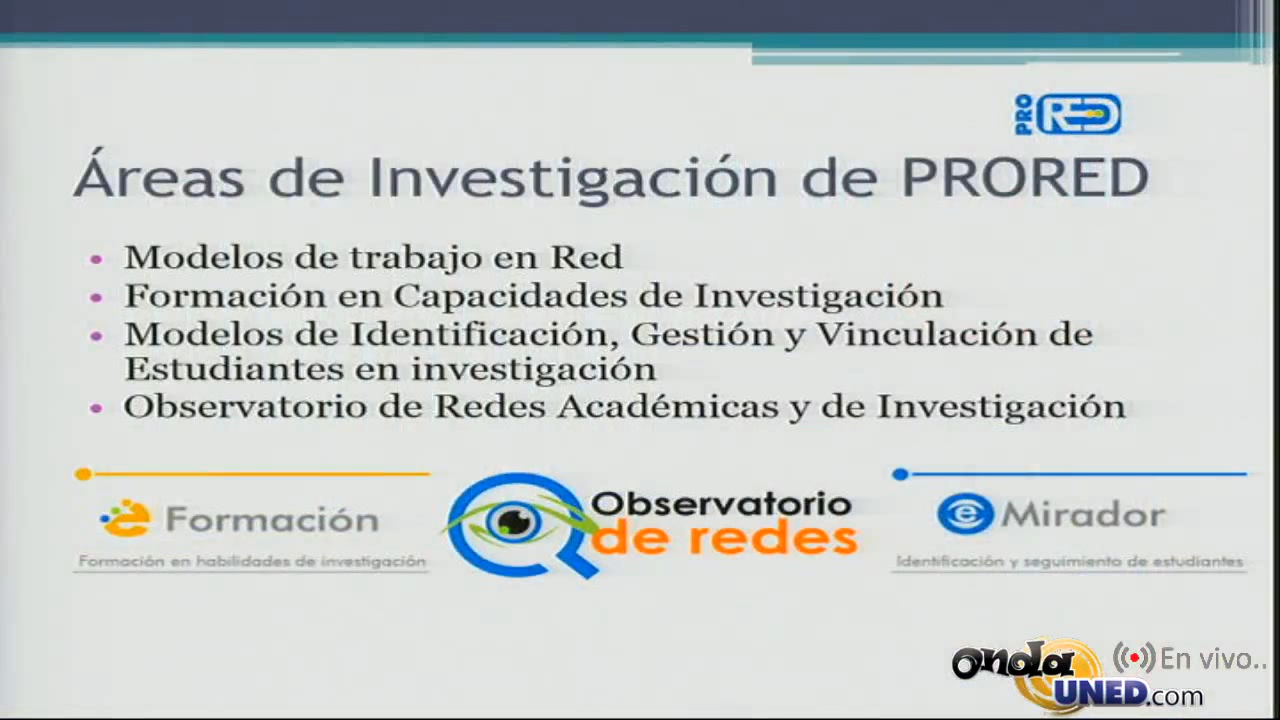 PRO RED
Áreas de Investigación de PRORED
• Modelos de trabajo en Red
• Formación en Capacidades de Investigación
• Modelos de Identificación, Gestión y Vinculación de
Estudiantes en investigación
• Observatorio de Redes Académicas y de Investigación
e Formación
Formación en habilidades de investigación
Observatorio
de redes
e Mirador
Identificación y seguimiento de estudiantes
onda
UNED.com
En vivo..